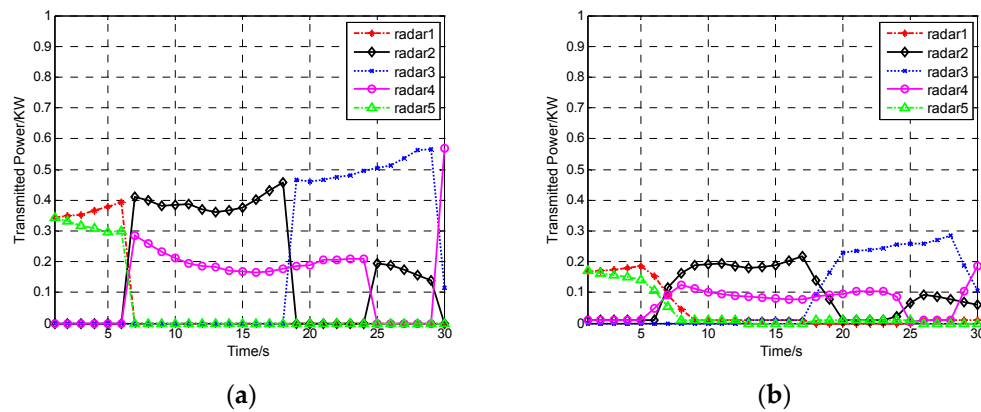 1
0.9
0.8
0.7
0.6
0.5
0.4
0.3
0.2
0.1
0
Transmitted Power/KW
5
10
15
20
25
30
Time/s
radar1
radar2
radar3
radar4
radar5
(a)
1
0.9
0.8
0.7
0.6
0.5
0.4
0.3
0.2
0.1
0
Transmitted Power/KW
5
10
15
20
25
30
Time/s
radar1
radar2
radar3
radar4
radar5
(b)